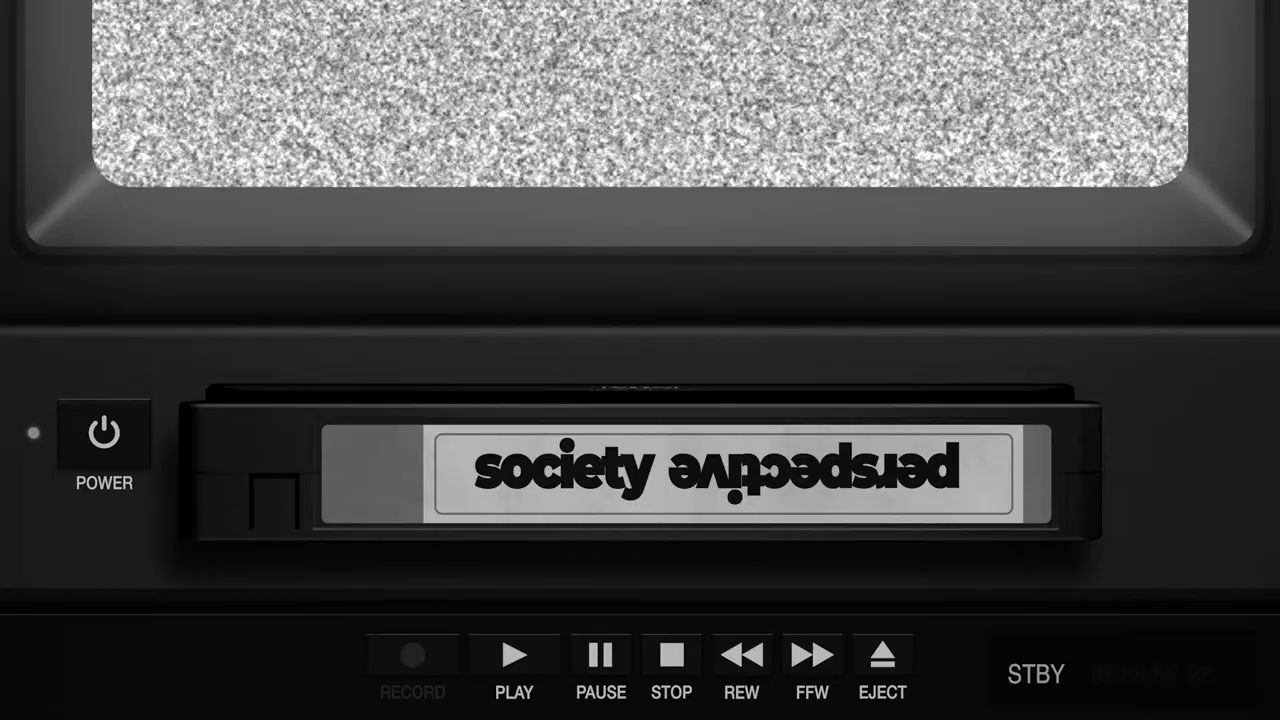 society perspective
POWER
RECORD
PLAY
PAUSE
STOP
REW
FFW
EJECT
STBY